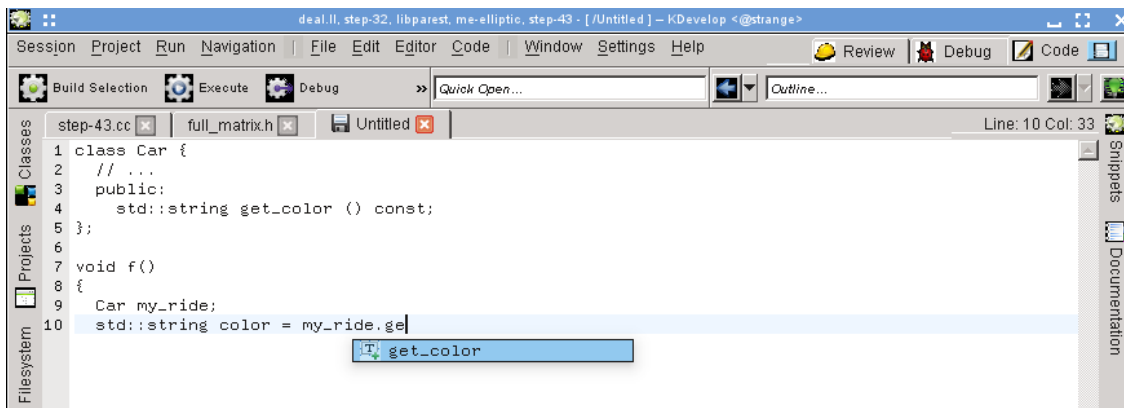 deal.II, step-32, libparest, me-elliptic, step-43 - [ /Untitled ] – KDevelop <@strange>
Session Project Run Navigation | File Edit Editor Code | Window Settings Help Review Debug Code
Build Selection Execute Debug » Quick Open... Outline...
step-43.cc full_matrix.h Untitled Line: 10 Col: 33
Classes
Projects
Filesystem
1 class Car {
2   // ...
3   public:
4     std::string get_color () const;
5 };
6
7 void f()
8 {
9   Car my_ride;
10   std::string color = my_ride.ge
get_color
Snippets
Documentation